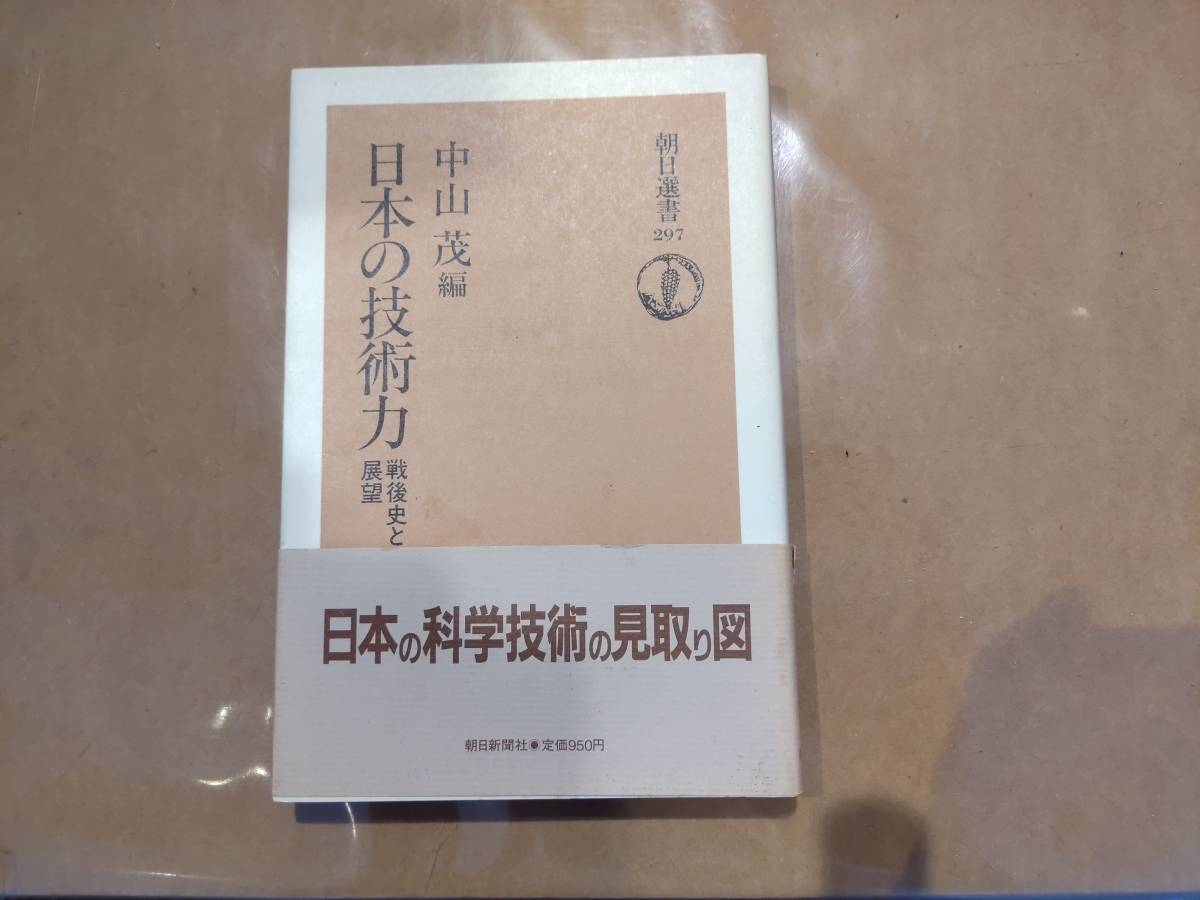 朝日選書
297
中山 茂 編
日本の技術力
戦後史と
展望
日本の科学技術の見取り図
朝日新聞社●定価950円